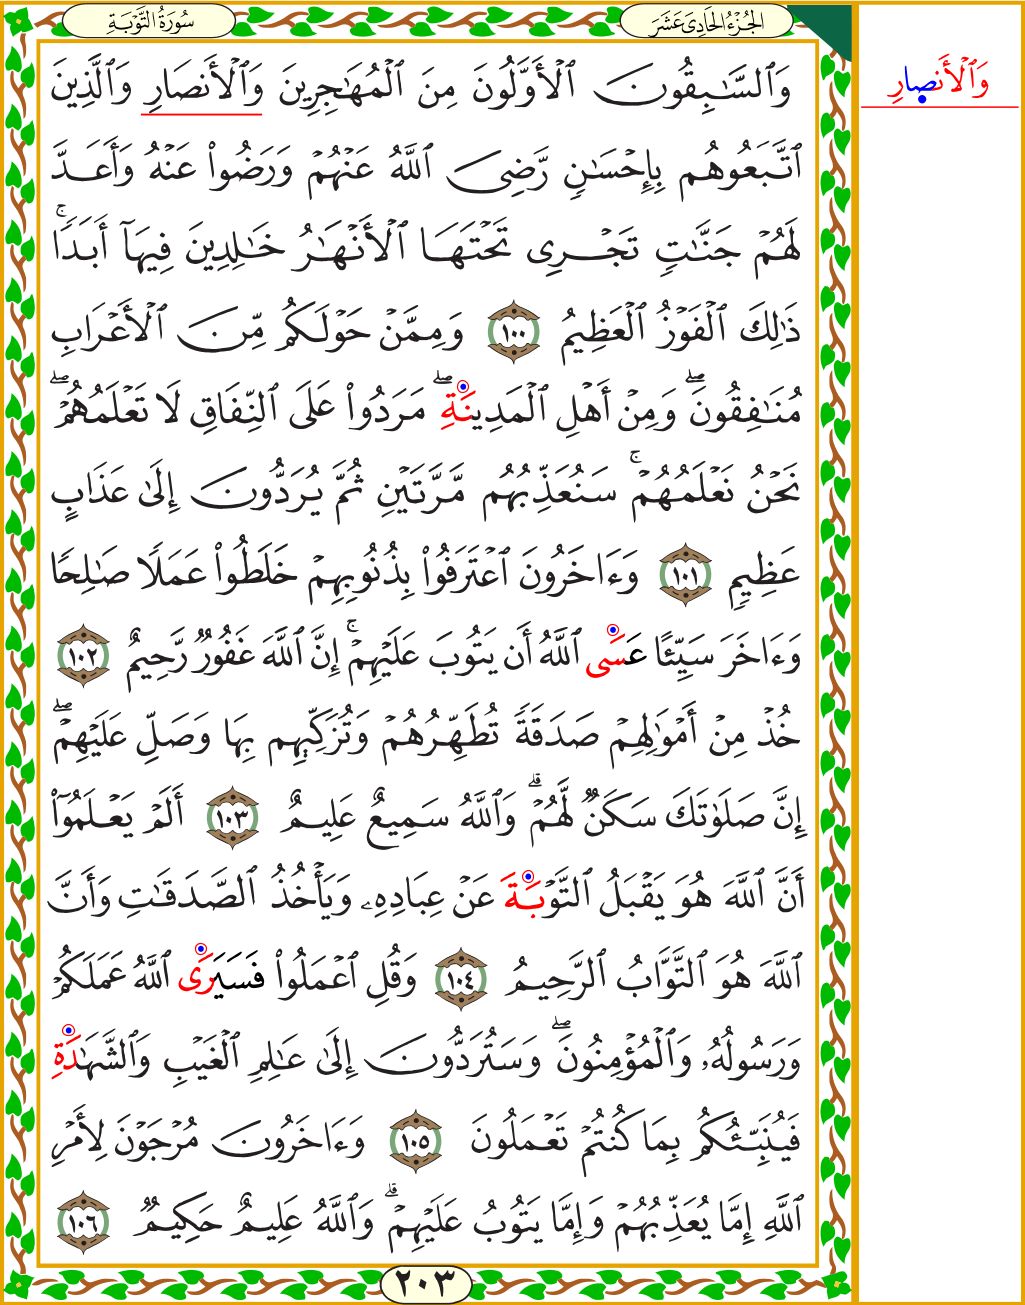 سُورَةُ التَّوْبَةِ
الجُزْءُ الحَادِيَ عَشَرَ
وَٱلۡأَنصارِ
وَٱلسَّٰبِقُونَ ٱلۡأَوَّلُونَ مِنَ ٱلۡمُهَٰجِرِينَ وَٱلۡأَنصَارِ وَٱلَّذِينَ
ٱتَّبَعُوهُم بِإِحۡسَٰنٖ رَّضِيَ ٱللَّهُ عَنۡهُمۡ وَرَضُواْ عَنۡهُ وَأَعَدَّ
لَهُمۡ جَنَّٰتٖ تَجۡرِي تَحۡتَهَا ٱلۡأَنۡهَٰرُ خَٰلِدِينَ فِيهَآ أَبَدٗاۚ
ذَٰلِكَ ٱلۡفَوۡزُ ٱلۡعَظِيمُ ١٠٠ وَمِمَّنۡ حَوۡلَكُم مِّنَ ٱلۡأَعۡرَابِ
مُنَٰفِقُونَۖ وَمِنۡ أَهۡلِ ٱلۡمَدِينَةِۖ مَرَدُواْ عَلَى ٱلنِّفَاقِ لَا تَعۡلَمُهُمۡۖ
نَحۡنُ نَعۡلَمُهُمۡۚ سَنُعَذِّبُهُم مَّرَّتَيۡنِ ثُمَّ يُرَدُّونَ إِلَىٰ عَذَابٍ
عَظِيمٖ ١٠١ وَءَاخَرُونَ ٱعۡتَرَفُواْ بِذُنُوبِهِمۡ خَلَطُواْ عَمَلٗا صَٰلِحٗا
وَءَاخَرَ سَيِّئًا عَسَى ٱللَّهُ أَن يَتُوبَ عَلَيۡهِمۡۚ إِنَّ ٱللَّهَ غَفُورٞ رَّحِيمٌ ١٠٢
خُذۡ مِنۡ أَمۡوَٰلِهِمۡ صَدَقَةٗ تُطَهِّرُهُمۡ وَتُزَكِّيهِم بِهَا وَصَلِّ عَلَيۡهِمۡۖ
إِنَّ صَلَوٰتَكَ سَكَنٞ لَّهُمۡۗ وَٱللَّهُ سَمِيعٌ عَلِيمٌ ١٠٣ أَلَمۡ يَعۡلَمُوٓاْ
أَنَّ ٱللَّهَ هُوَ يَقۡبَلُ ٱلتَّوۡبَةَ عَنۡ عِبَادِهِۦ وَيَأۡخُذُ ٱلصَّدَقَٰتِ وَأَنَّ
ٱللَّهَ هُوَ ٱلتَّوَّابُ ٱلرَّحِيمُ ١٠٤ وَقُلِ ٱعۡمَلُواْ فَسَيَرَى ٱللَّهُ عَمَلَكُمۡ
وَرَسُولُهُۥ وَٱلۡمُؤۡمِنُونَۖ وَسَتُرَدُّونَ إِلَىٰ عَٰلِمِ ٱلۡغَيۡبِ وَٱلشَّهَٰدَةِ
فَيُنَبِّئُكُم بِمَا كُنتُمۡ تَعۡمَلُونَ ١٠٥ وَءَاخَرُونَ مُرۡجَوۡنَ لِأَمۡرِ
ٱللَّهِ إِمَّا يُعَذِّبُهُمۡ وَإِمَّا يَتُوبُ عَلَيۡهِمۡۗ وَٱللَّهُ عَلِيمٌ حَكِيمٞ ١٠٦
٢٠٣